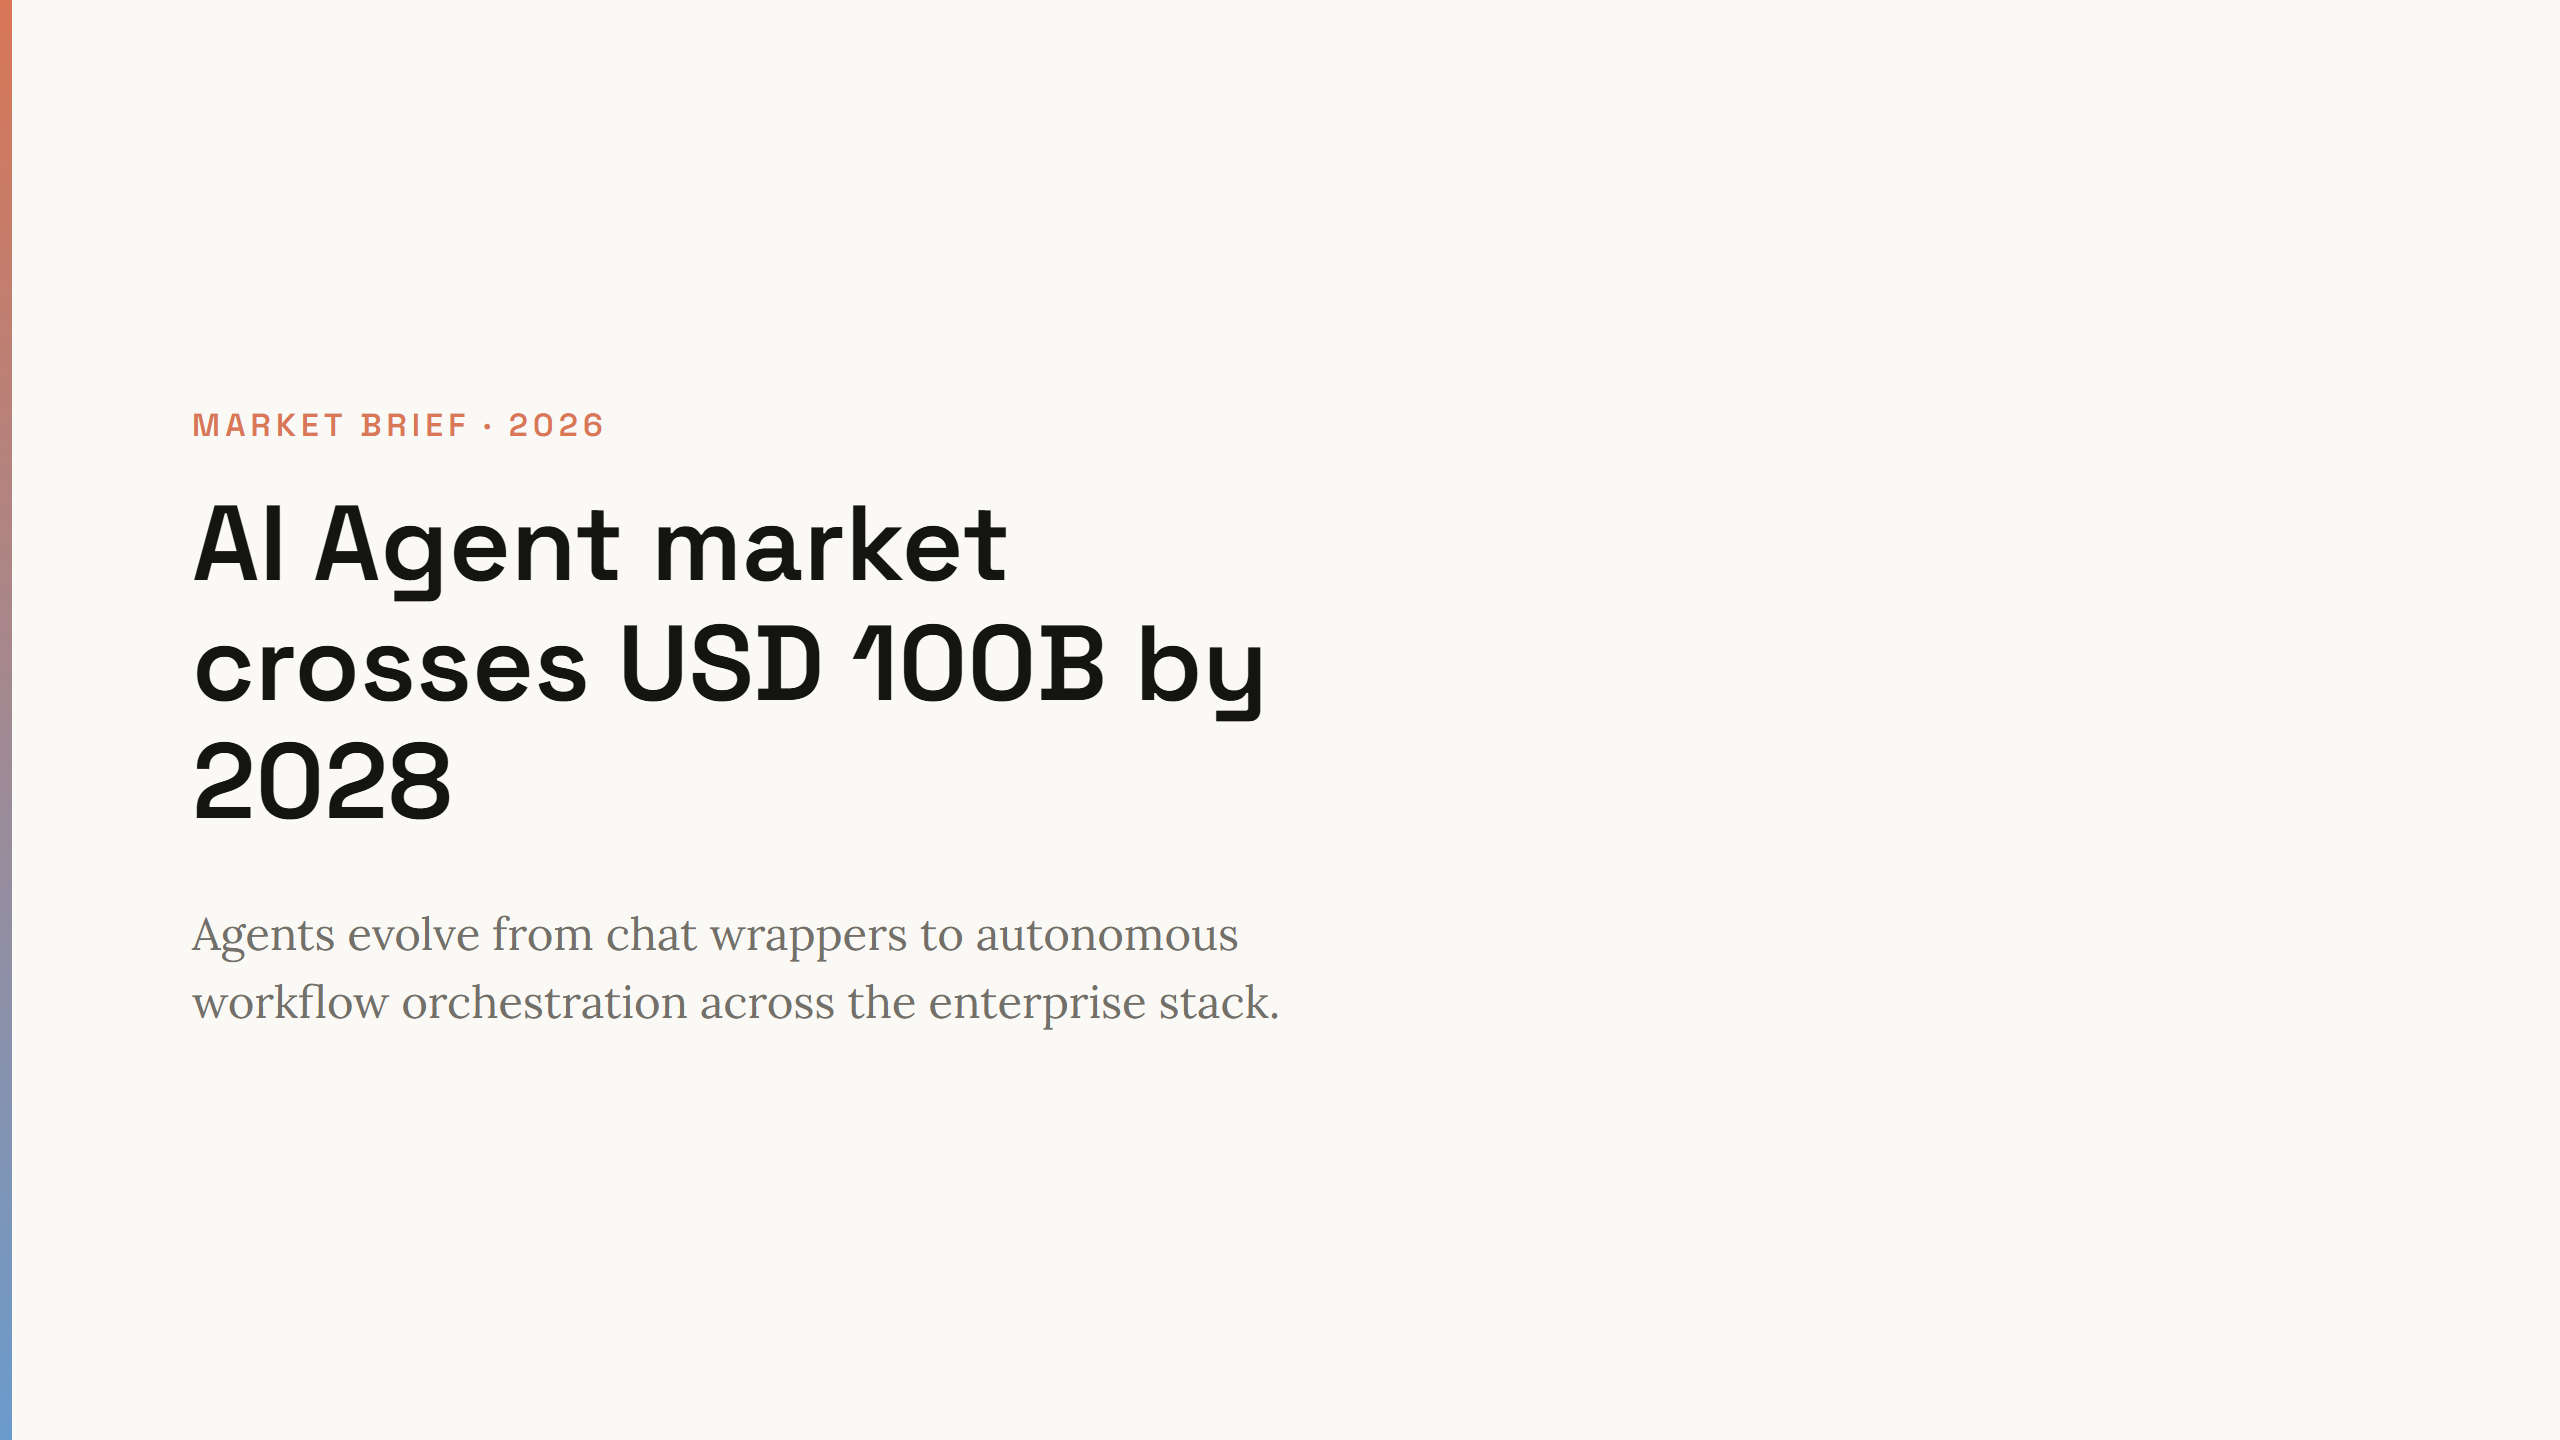 MARKET BRIEF · 2026
AI Agent market
crosses USD 100B by
2028
Agents evolve from chat wrappers to autonomous
workflow orchestration across the enterprise stack.